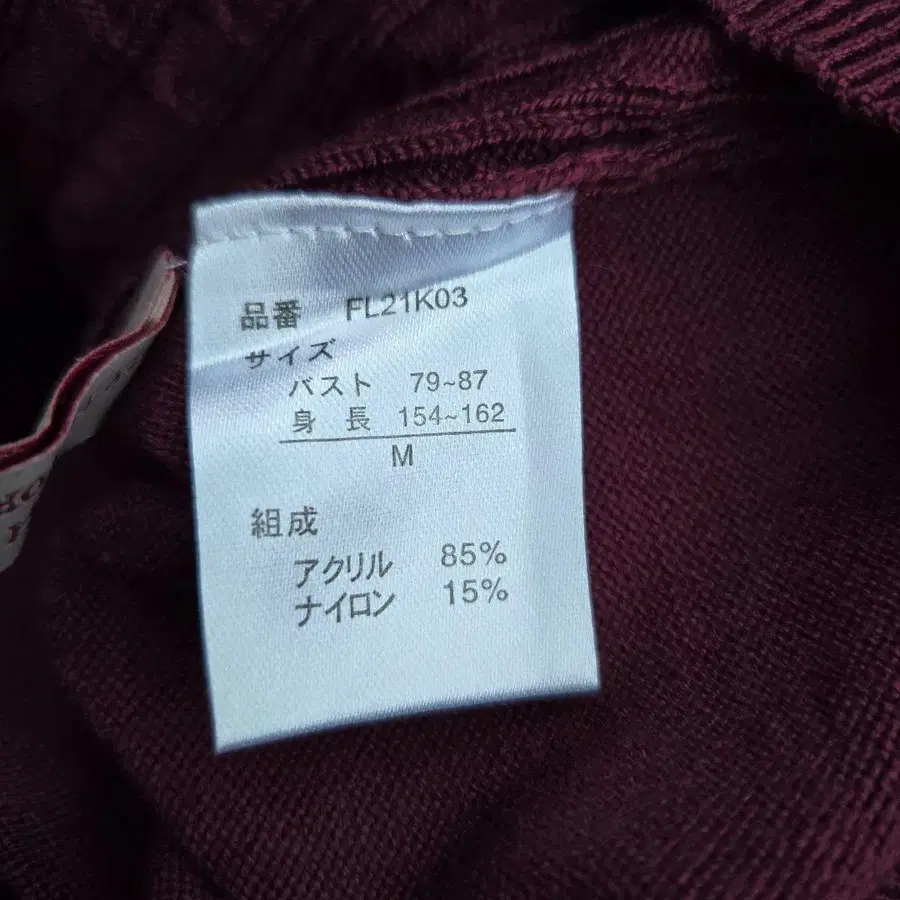 品番 FL21K03
サイズ
バスト 79~87
身長 154~162
M
組成
アクリル 85%
ナイロン 15%